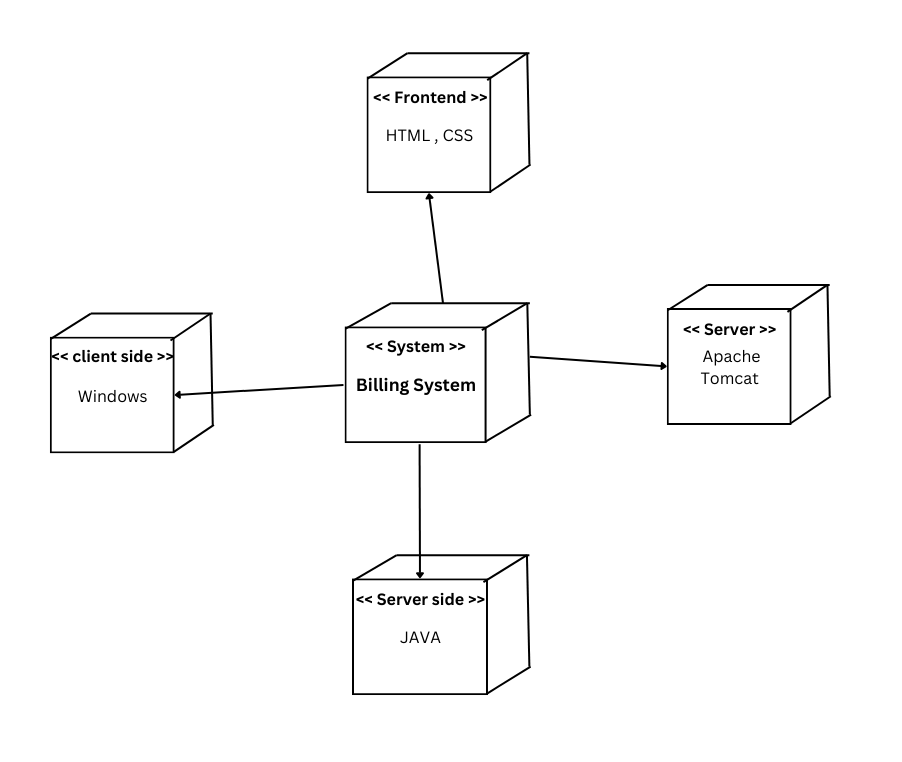 << Frontend >>
HTML , CSS
<< client side >>
Windows
<< System >>
Billing System
<< Server >>
Apache
Tomcat
<< Server side >>
JAVA